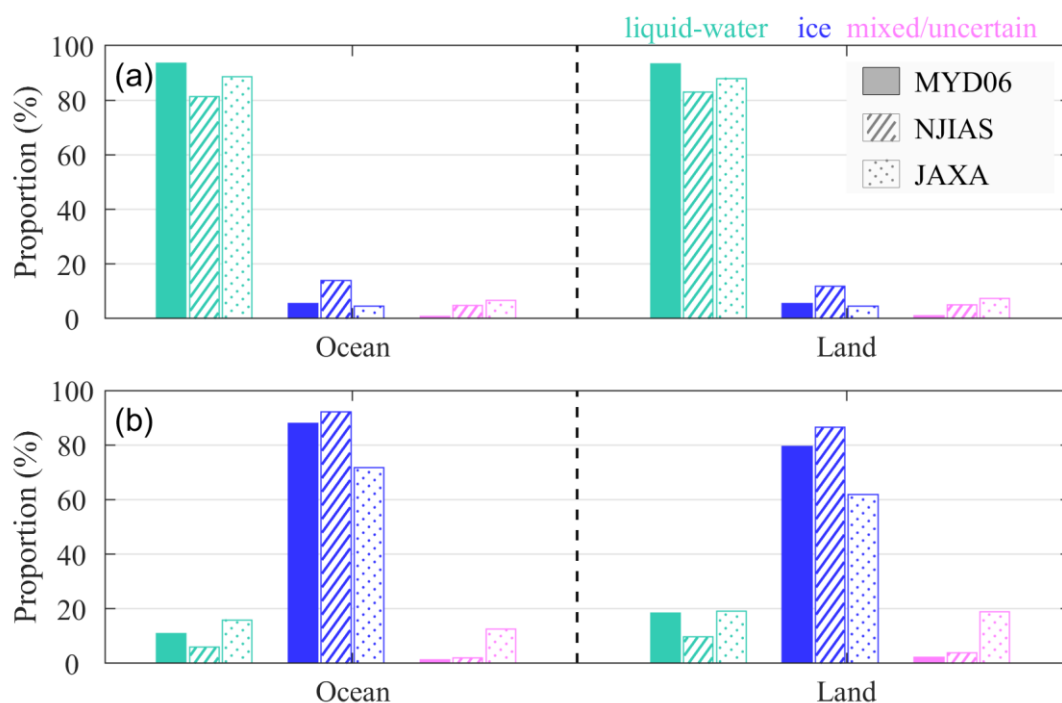 liquid-water ice mixed/uncertain
(a)
Proportion (%)
100
80
60
40
20
0
MYD06
NJIAS
JAXA
Ocean Land
(b)
Proportion (%)
100
80
60
40
20
0
Ocean Land